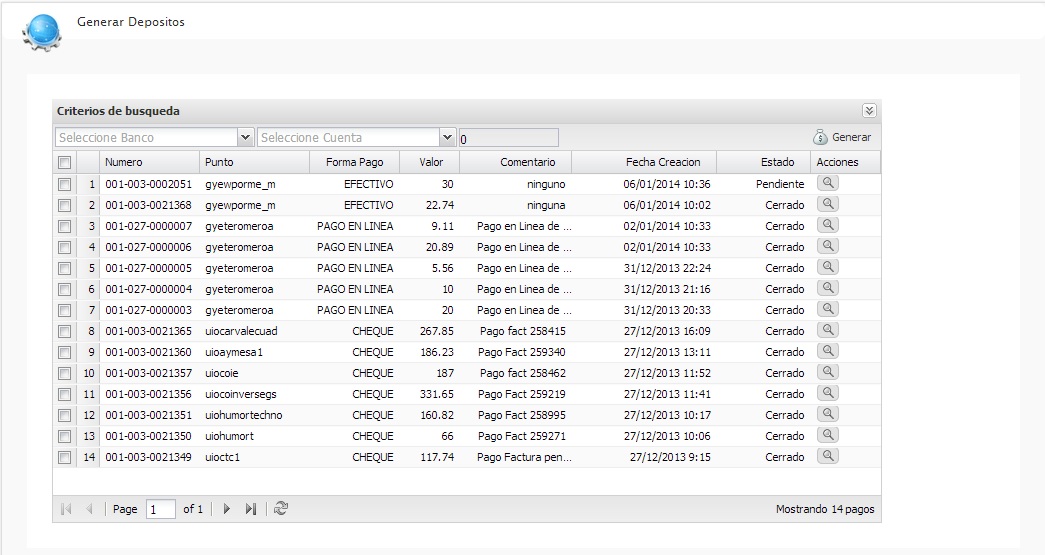 Generar Depositos
Criterios de busqueda
Seleccione Banco Seleccione Cuenta 0 Generar
Numero Punto Forma Pago Valor Comentario Fecha Creacion Estado Acciones
1 001-003-0002051 gyewporme_m EFECTIVO 30 ninguno 06/01/2014 10:36 Pendiente
2 001-003-0021368 gyewporme_m EFECTIVO 22.74 ninguna 06/01/2014 10:02 Cerrado
3 001-027-0000007 gyeteromeroa PAGO EN LINEA 9.11 Pago en Linea de ... 02/01/2014 10:33 Cerrado
4 001-027-0000006 gyeteromeroa PAGO EN LINEA 20.89 Pago en Linea de ... 02/01/2014 10:33 Cerrado
5 001-027-0000005 gyeteromeroa PAGO EN LINEA 5.56 Pago en Linea de ... 31/12/2013 22:24 Cerrado
6 001-027-0000004 gyeteromeroa PAGO EN LINEA 10 Pago en Linea de ... 31/12/2013 21:16 Cerrado
7 001-027-0000003 gyeteromeroa PAGO EN LINEA 20 Pago en Linea de ... 31/12/2013 20:33 Cerrado
8 001-003-0021365 uiocarvalecuad CHEQUE 267.85 Pago fact 258415 27/12/2013 16:09 Cerrado
9 001-003-0021360 uioaymesa1 CHEQUE 186.23 Pago Fact 259340 27/12/2013 13:11 Cerrado
10 001-003-0021357 uiocoie CHEQUE 187 Pago fact 258462 27/12/2013 11:52 Cerrado
11 001-003-0021356 uiocoinversegs CHEQUE 331.65 Pago Fact 259219 27/12/2013 11:41 Cerrado
12 001-003-0021351 uiohumortechno CHEQUE 160.82 Pago Fact 258995 27/12/2013 10:17 Cerrado
13 001-003-0021350 uiohumort CHEQUE 66 Pago Fact 259271 27/12/2013 10:06 Cerrado
14 001-003-0021349 uioctc1 CHEQUE 117.74 Pago Factura pen... 27/12/2013 9:15 Cerrado
Page 1 of 1 Mostrando 14 pagos